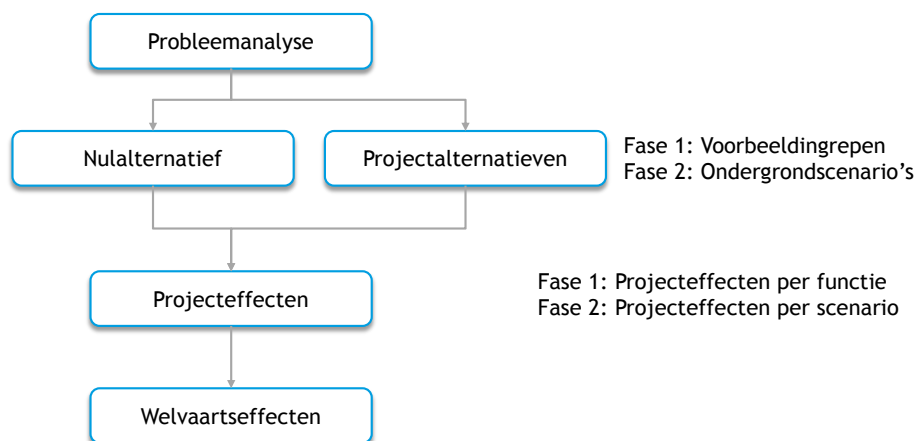 Probleemanalyse
Nulalternatief
Projectalternatieven
Fase 1: Voorbeeldingrepen
Fase 2: Ondergrondscenario's
Projecteffecten
Fase 1: Projecteffecten per functie
Fase 2: Projecteffecten per scenario
Welvaartseffecten